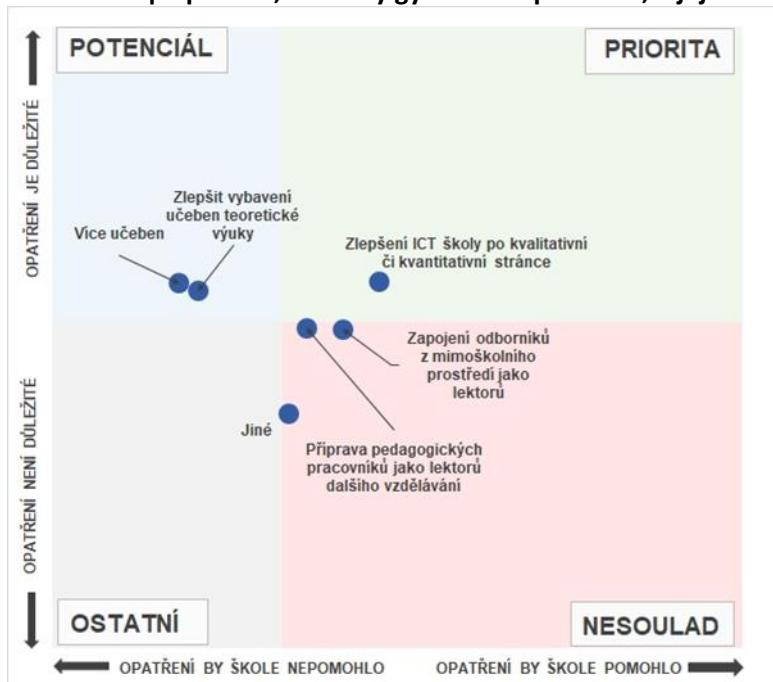 POTENCIÁL
PRIORITA
OPATŘENÍ JE DŮLEŽITÉ
Zlepšit vybavení
učeben teoretické
výuky
Více učeben
Zlepšení ICT školy po kvalitativní
či kvantitativní stránce
Zapojení odborníků
z mimoškolního
prostředí jako
lektorů
Jiné
Příprava pedagogických
pracovníků jako lektorů
dalšího vzdělávání
OPATŘENÍ NENÍ DŮLEŽITÉ
OSTATNÍ
NESOULAD
OPATŘENÍ BY ŠKOLE NEPOMOHLO
OPATŘENÍ BY ŠKOLE POMOHLO